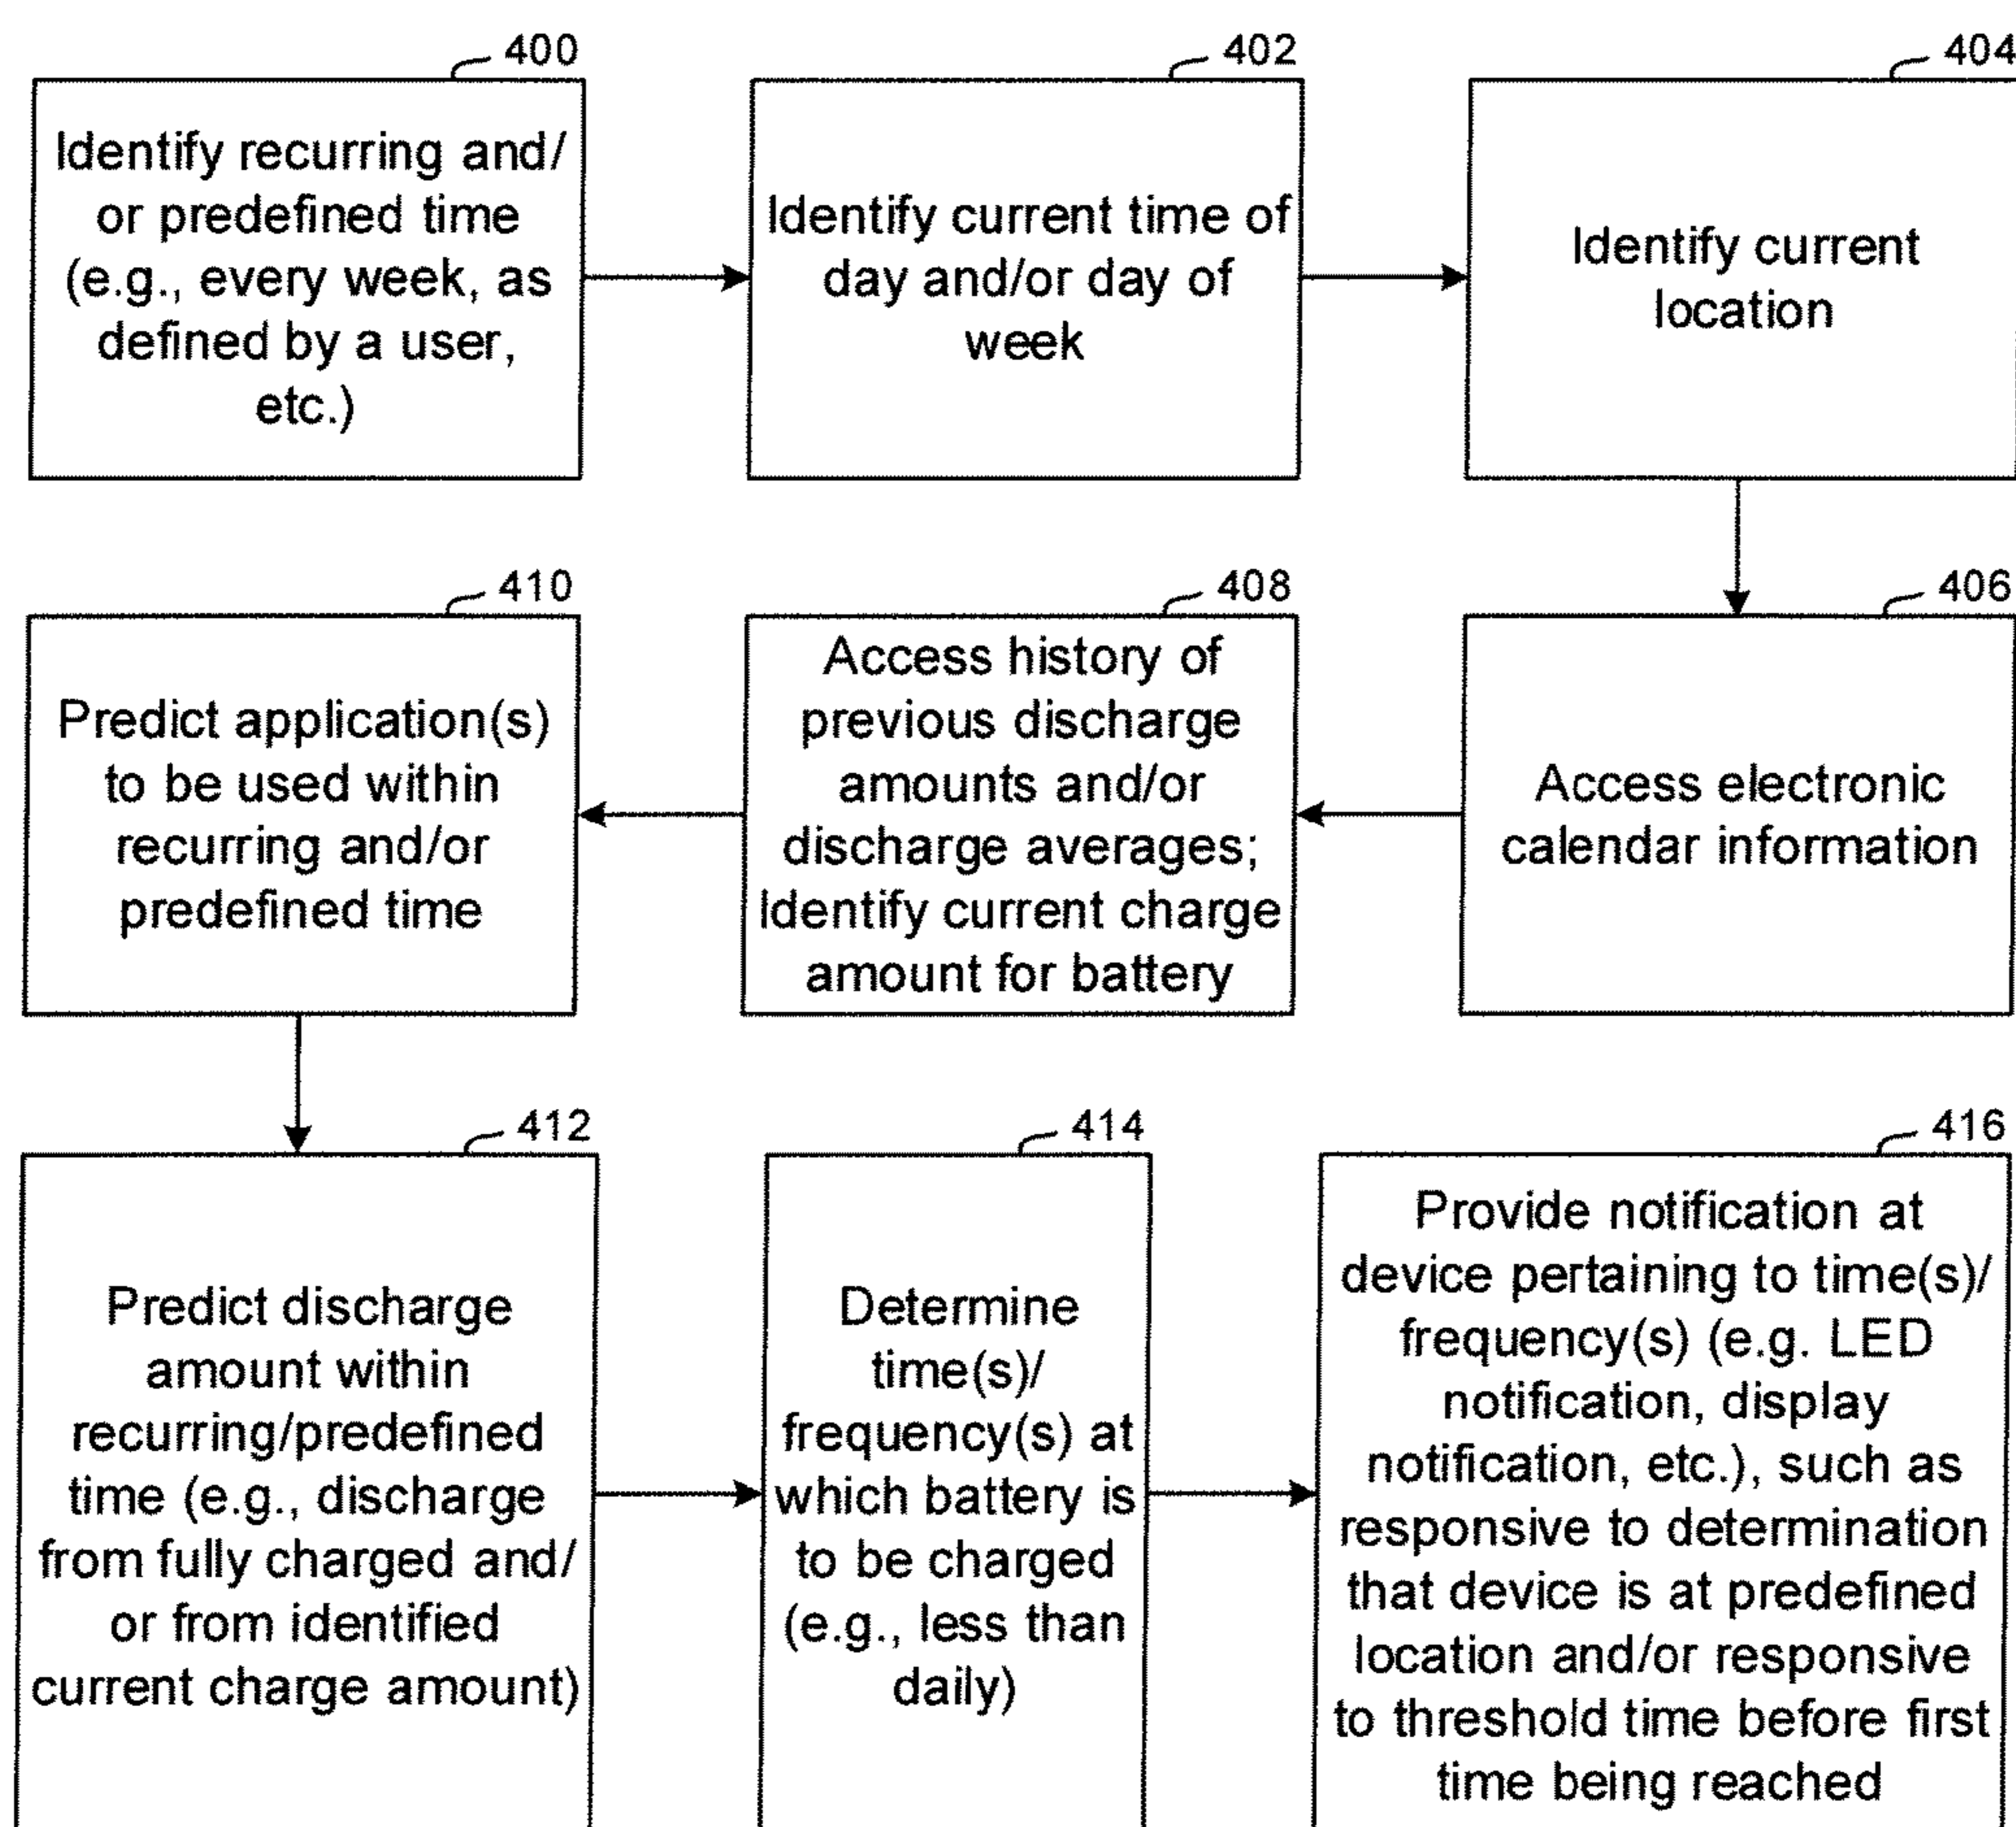 400
Identify recurring and/
or predefined time
(e.g., every week, as
defined by a user,
etc.)
402
Identify current time of
day and/or day of
week
404
Identify current
location
410
Predict application(s)
to be used within
recurring and/or
predefined time
408
Access history of
previous discharge
amounts and/or
discharge averages;
Identify current charge
amount for battery
406
Access electronic
calendar information
412
Predict discharge
amount within
recurring/predefined
time (e.g., discharge
from fully charged and/
or from identified
current charge amount)
414
Determine
time(s)/
frequency(s) at
which battery is
to be charged
(e.g., less than
daily)
416
Provide notification at
device pertaining to time(s)/
frequency(s) (e.g. LED
notification, display
notification, etc.), such as
responsive to determination
that device is at predefined
location and/or responsive
to threshold time before first
time being reached